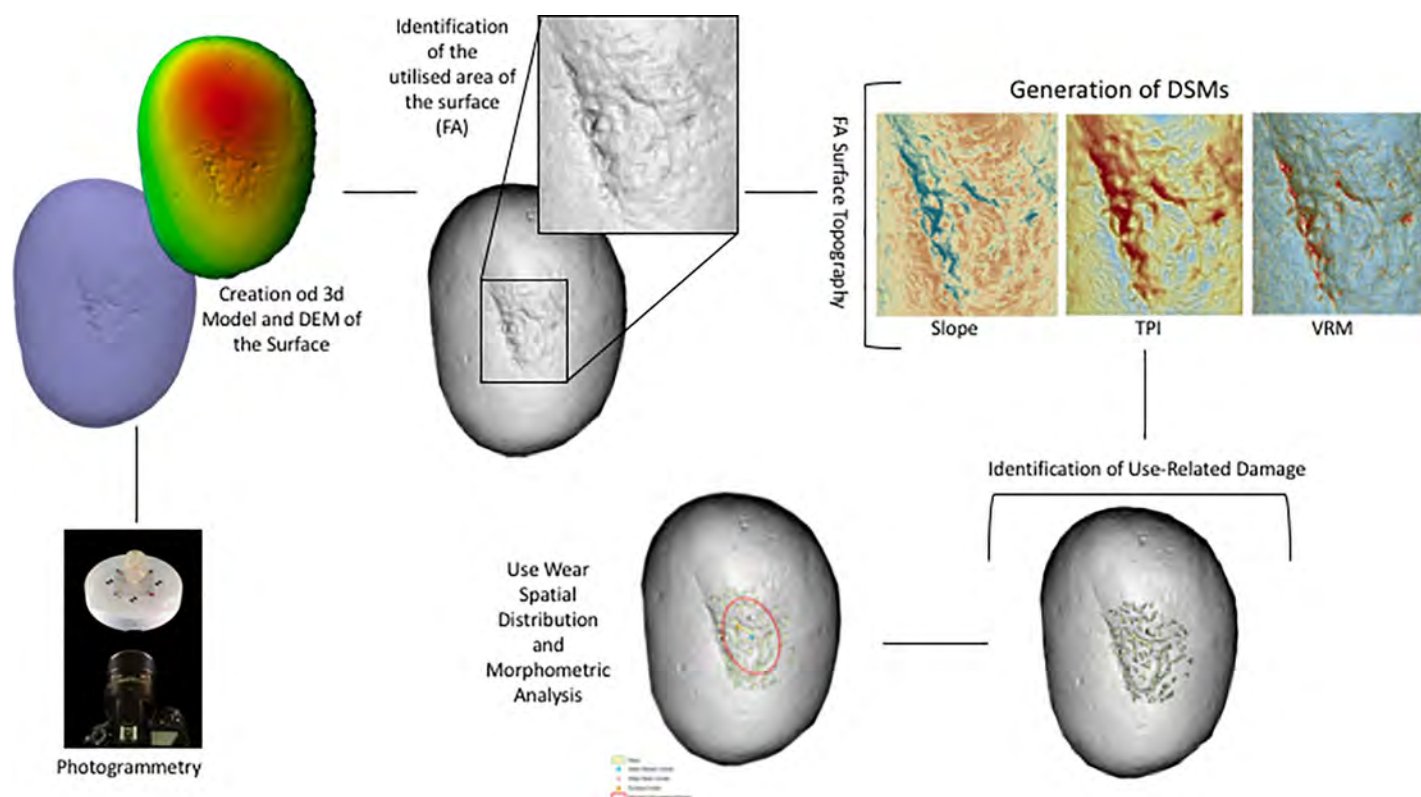 Identification
of the
utilised area of
the surface
(FA)
Creation od 3d
Model and DEM of
the Surface
Photogrammetry
Generation of DSMs
FA Surface Topography
Slope
TPI
VRM
Identification of Use-Related Damage
Use Wear
Spatial
Distribution
and
Morphometric
Analysis